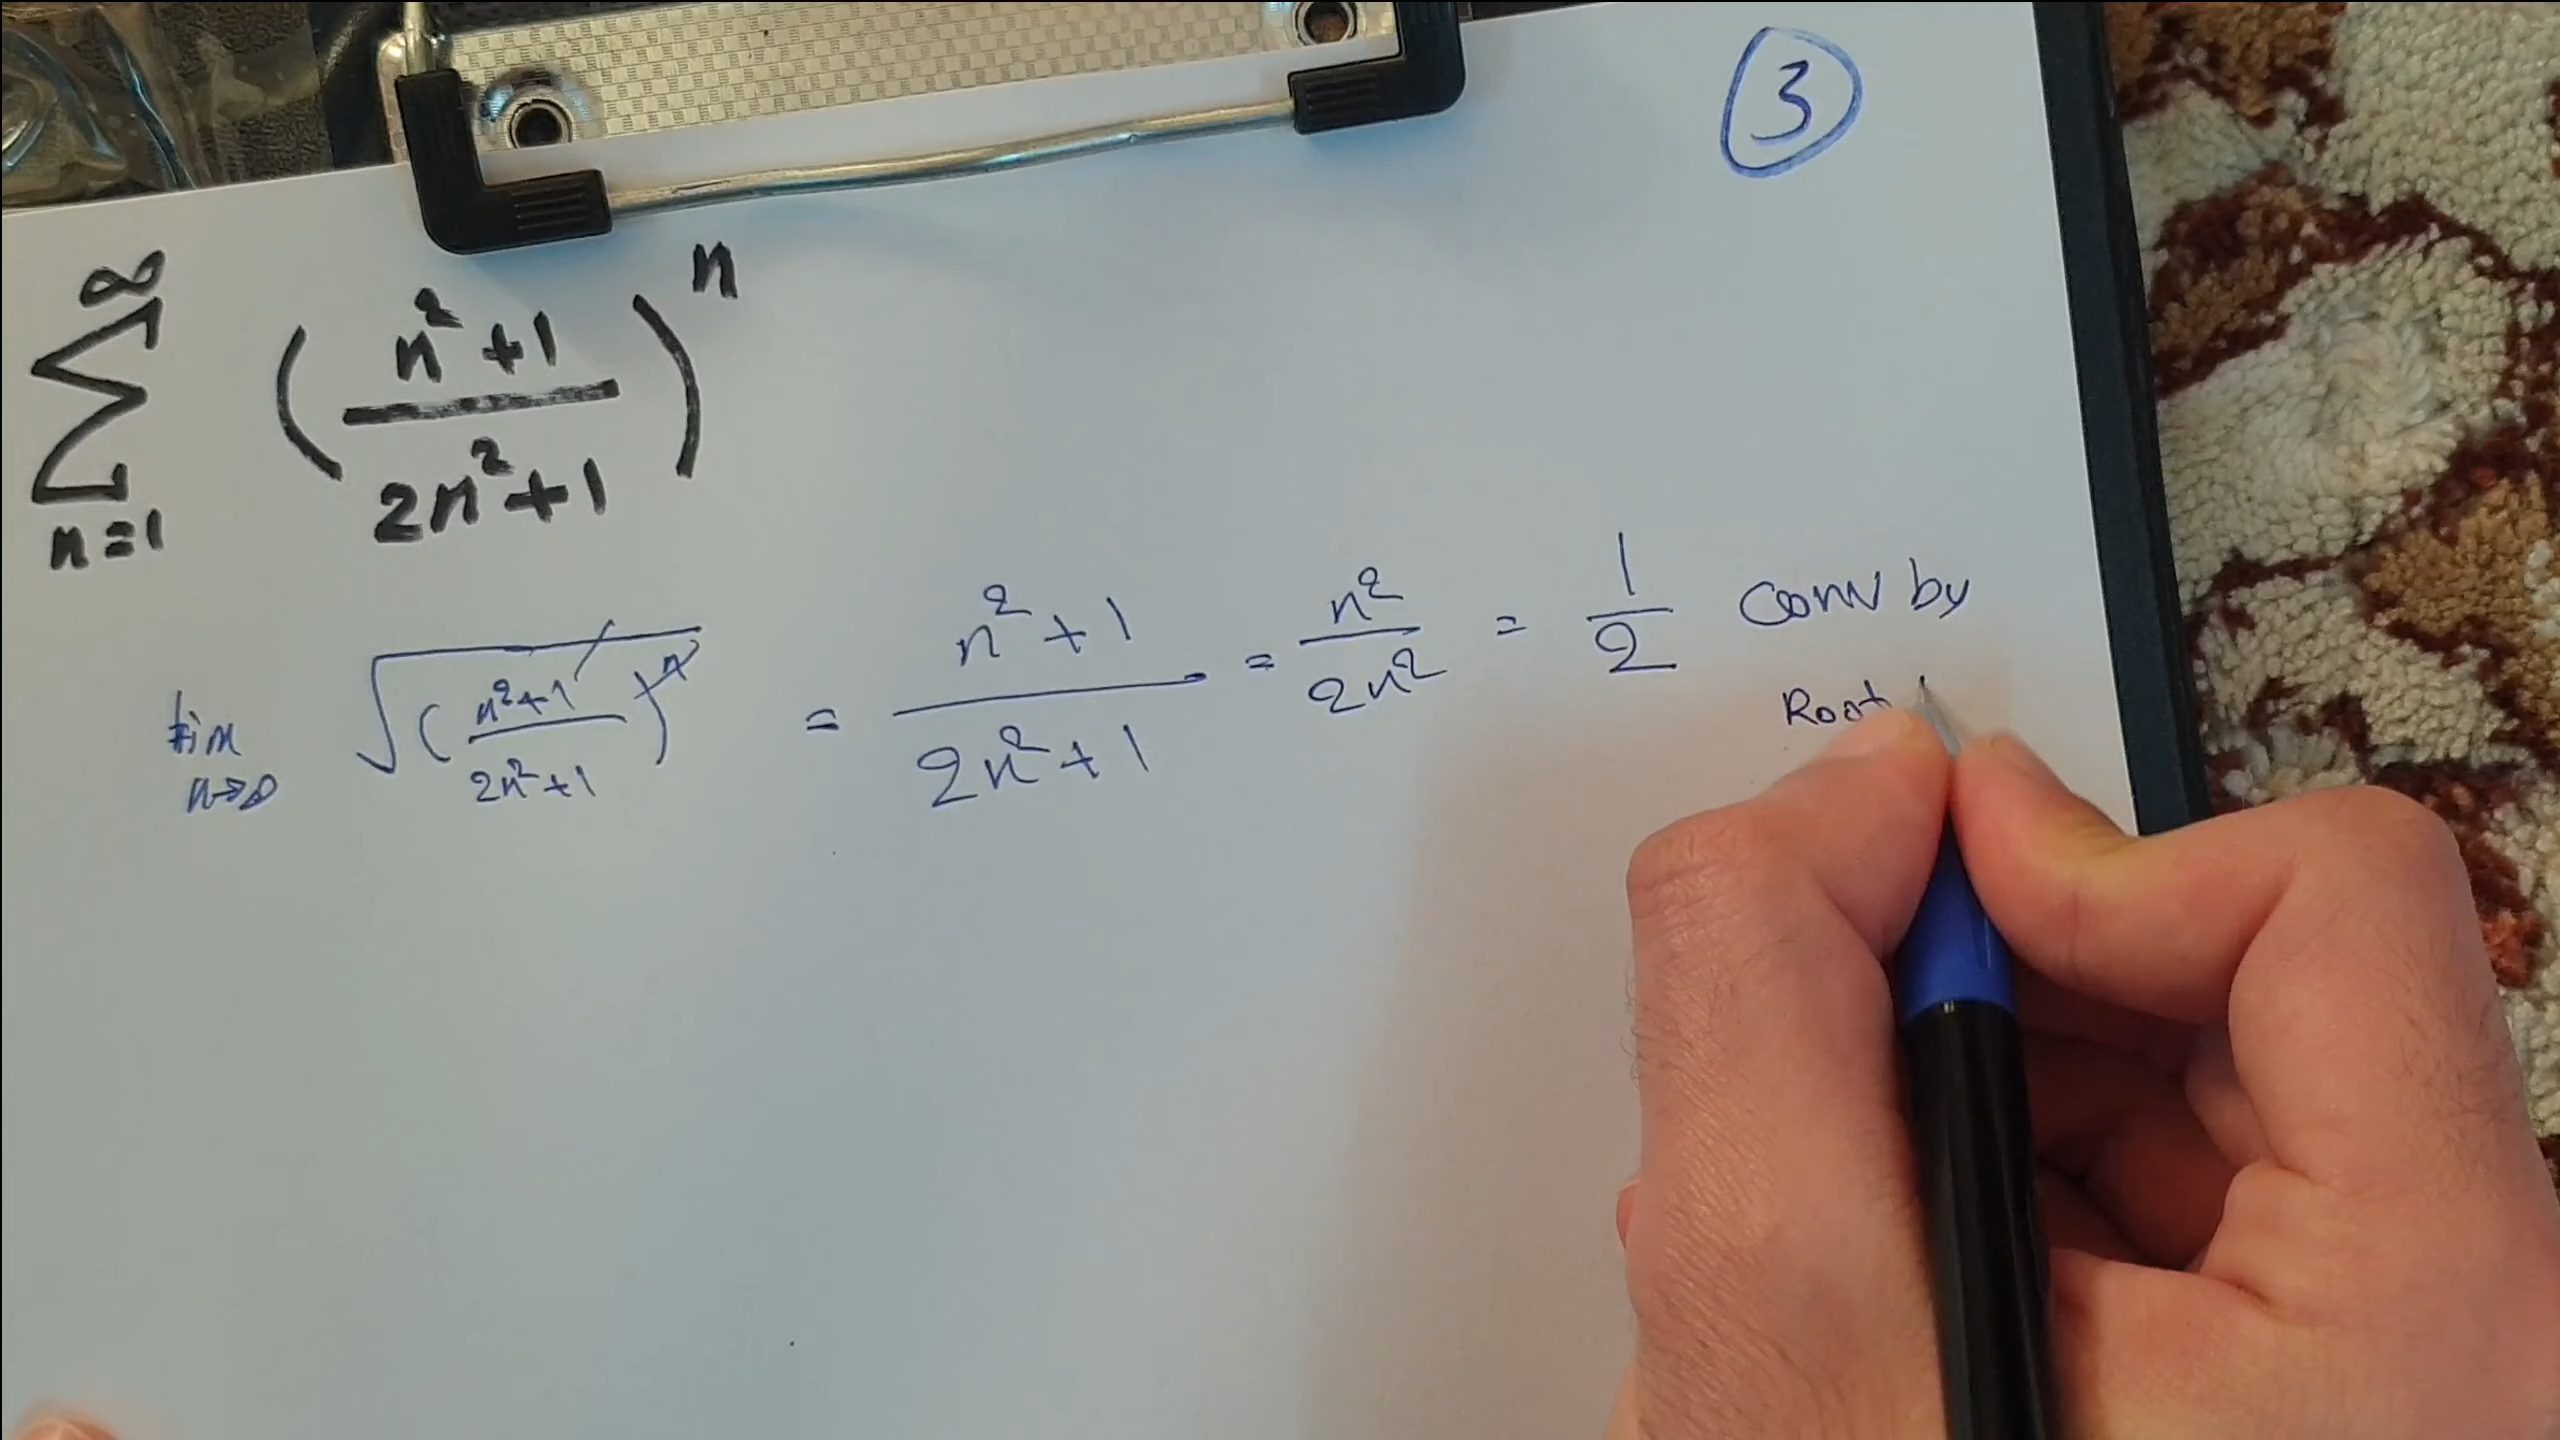 3
∞
∑ ( n²+1 / 2n²+1 )ⁿ
n=1
lim n→∞ √( n²+1 / 2n²+1 )ⁿ = n²+1 / 2n²+1 = n² / 2n² = 1 / 2 Conv by
Root